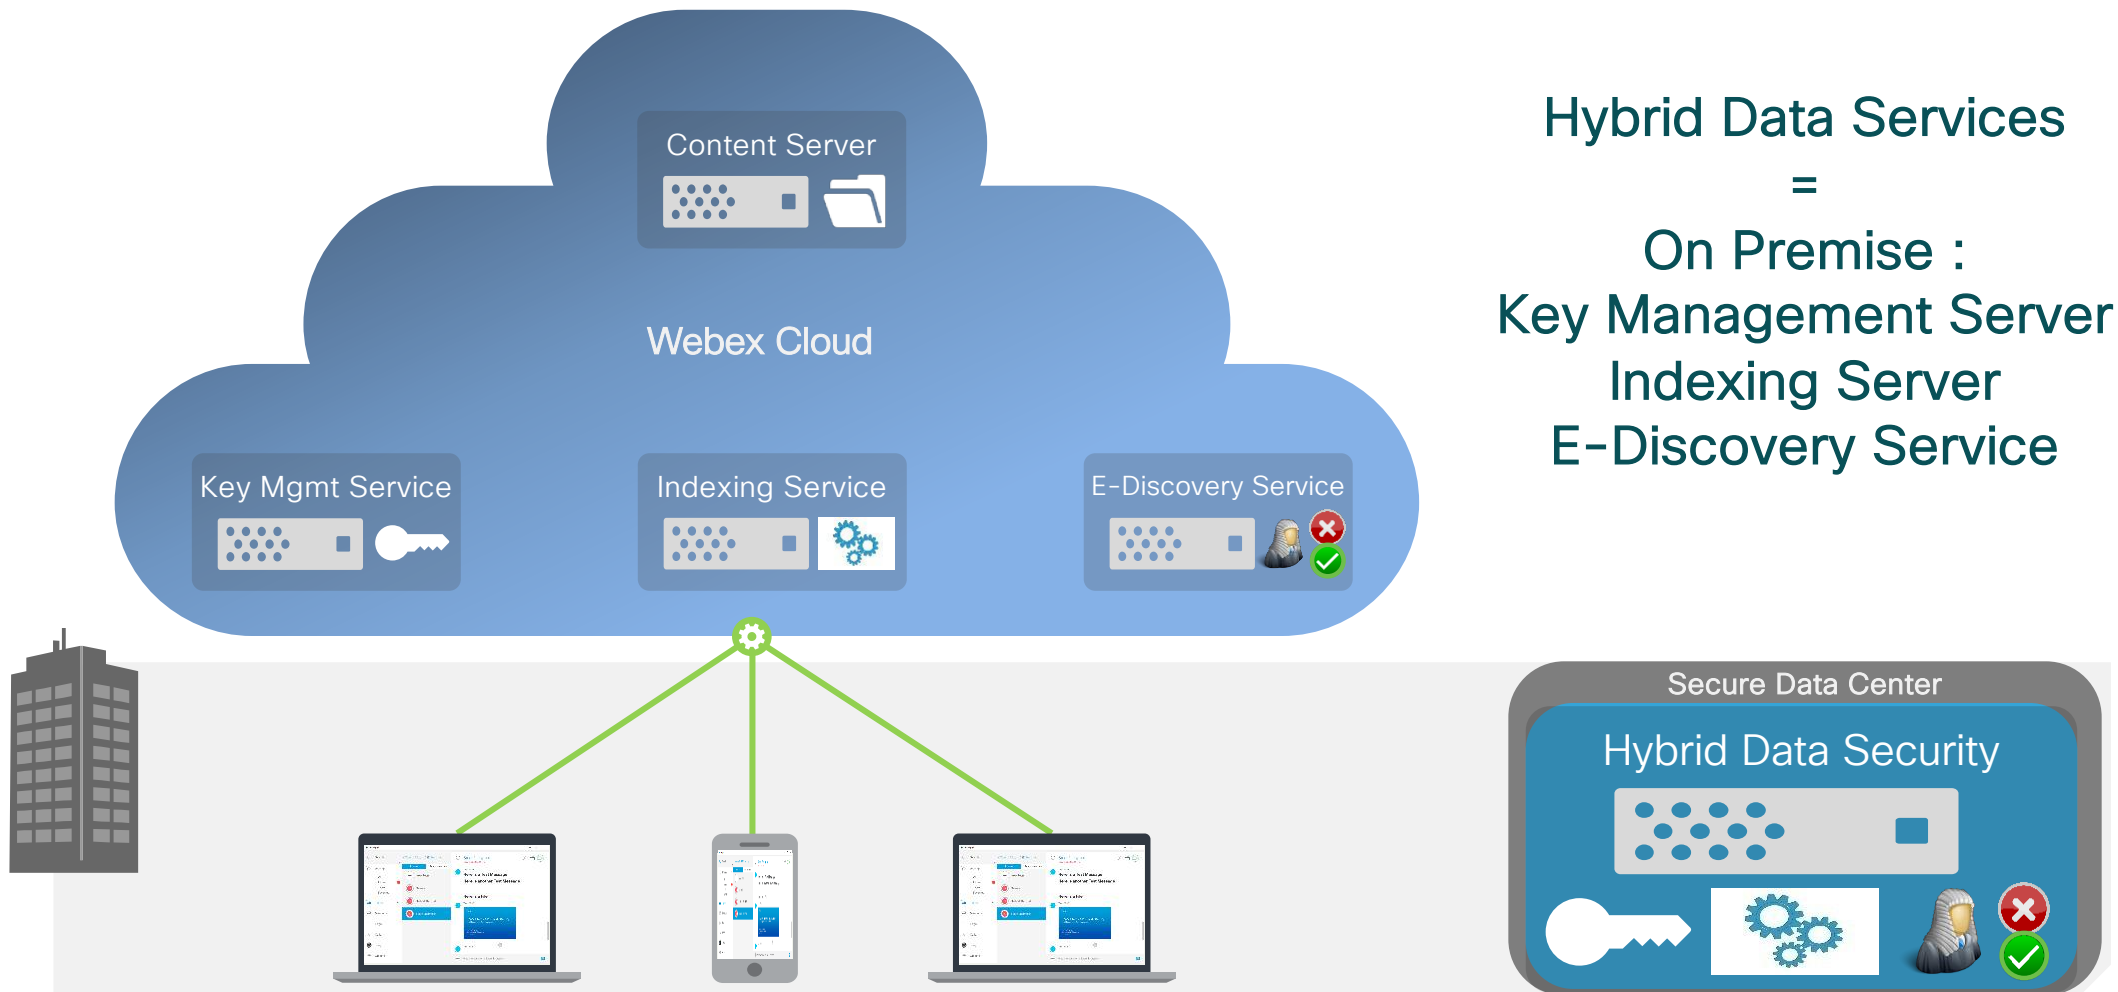 Content Server
Webex Cloud
Key Mgmt Service
Indexing Service
E-Discovery Service
Hybrid Data Services
=
On Premise :
Key Management Server
Indexing Server
E-Discovery Service
Secure Data Center
Hybrid Data Security